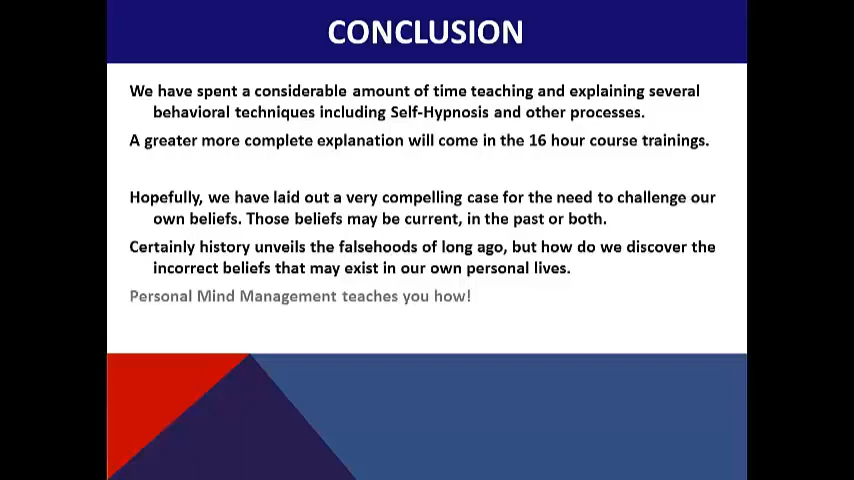 CONCLUSION
We have spent a considerable amount of time teaching and explaining several
behavioral techniques including Self-Hypnosis and other processes.
A greater more complete explanation will come in the 16 hour course trainings.
Hopefully, we have laid out a very compelling case for the need to challenge our
own beliefs. Those beliefs may be current, in the past or both.
Certainly history unveils the falsehoods of long ago, but how do we discover the
incorrect beliefs that may exist in our own personal lives.
Personal Mind Management teaches you how!